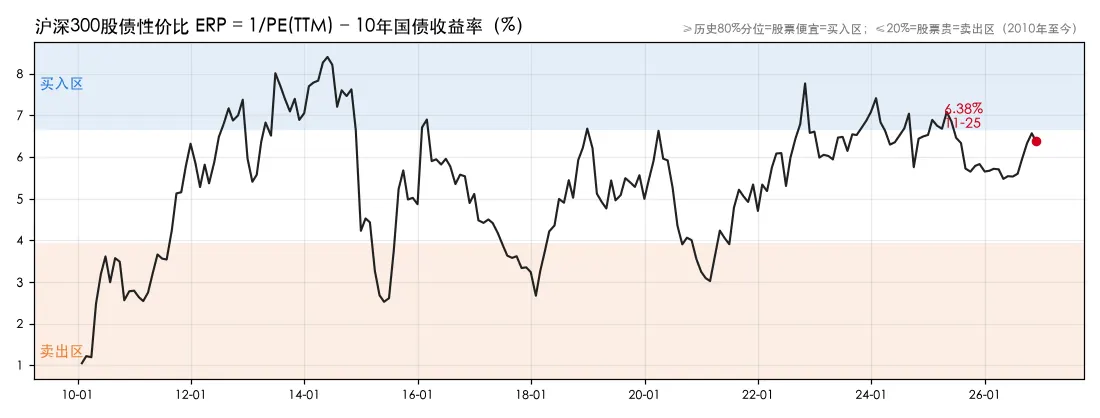 沪深300股债性价比 ERP = 1/PE(TTM) − 10年国债收益率（%）
≥历史80%分位=股票便宜=买入区；≤20%=股票贵=卖出区（2010年至今）
8
买入区
7
6.38%
11-25
6
5
4
3
2
卖出区
1
10-01 12-01 14-01 16-01 18-01 20-01 22-01 24-01 26-01